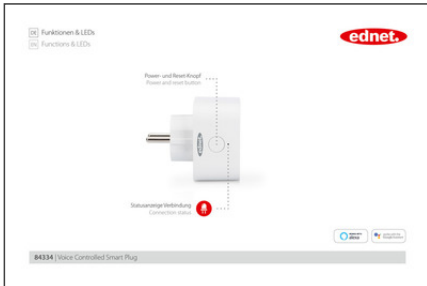 DE Funktionen & LEDs
EN Functions & LEDs
ednet.
Power- und Reset-Knopf
Power and reset button
ednet.
Statusanzeige Verbindung
Connection status
84334 | Voice Controlled Smart Plug